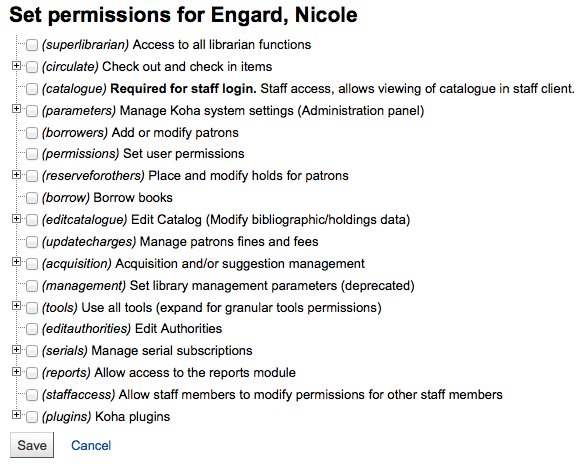 Set permissions for Engard, Nicole
(superlibrarian) Access to all librarian functions
(circulate) Check out and check in items
(catalogue) Required for staff login. Staff access, allows viewing of catalogue in staff client.
(parameters) Manage Koha system settings (Administration panel)
(borrowers) Add or modify patrons
(permissions) Set user permissions
(reserveforothers) Place and modify holds for patrons
(borrow) Borrow books
(editcatalogue) Edit Catalog (Modify bibliographic/holdings data)
(updatecharges) Manage patrons fines and fees
(acquisition) Acquisition and/or suggestion management
(management) Set library management parameters (deprecated)
(tools) Use all tools (expand for granular tools permissions)
(editauthorities) Edit Authorities
(serials) Manage serial subscriptions
(reports) Allow access to the reports module
(staffaccess) Allow staff members to modify permissions for other staff members
(plugins) Koha plugins
Save Cancel